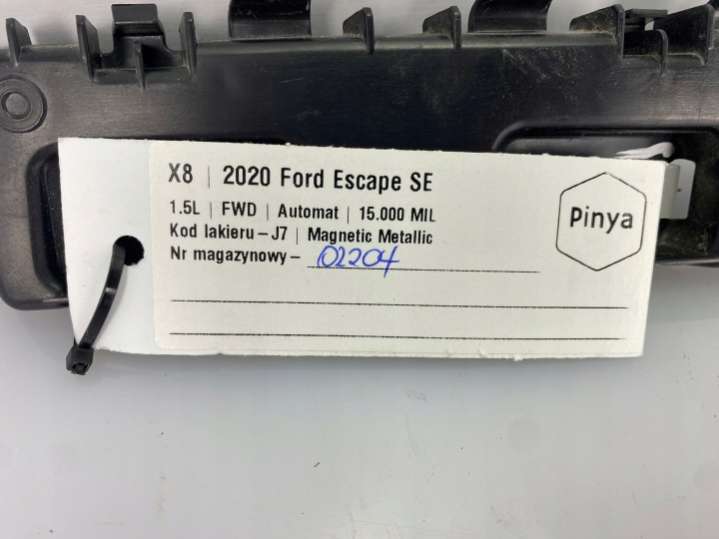 X8 | 2020 Ford Escape SE
1.5L | FWD | Automat | 15.000 MIL
Kod lakieru – J7 | Magnetic Metallic
Nr magazynowy – 02204
Pinya